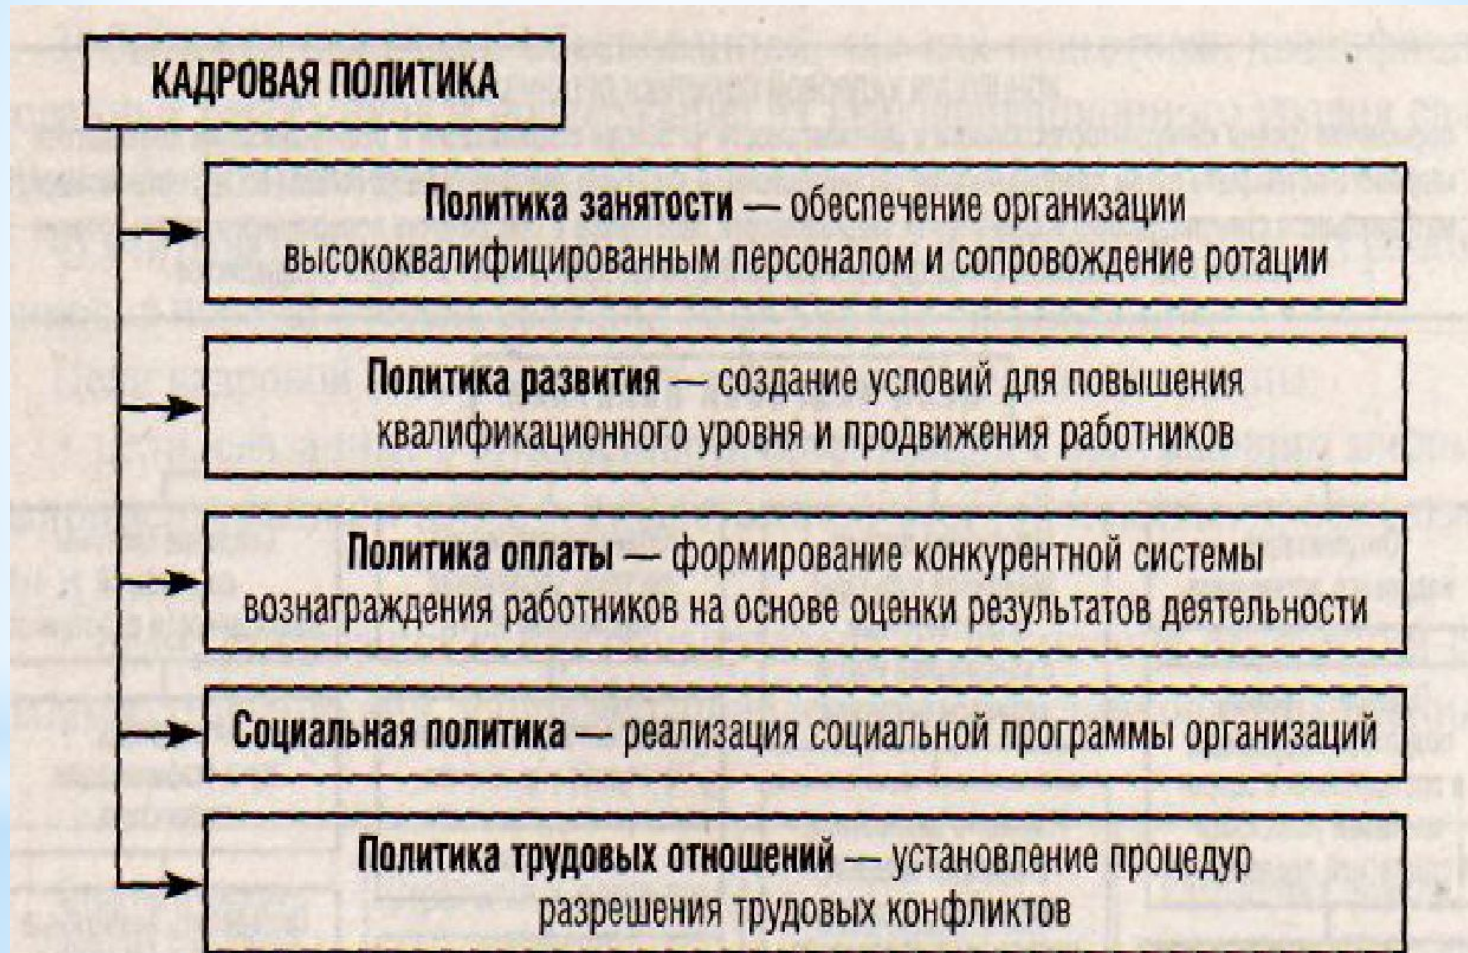 КАДРОВАЯ ПОЛИТИКА
Политика занятости — обеспечение организации
высококвалифицированным персоналом и сопровождение ротации
Политика развития — создание условий для повышения
квалификационного уровня и продвижения работников
Политика оплаты — формирование конкурентной системы
вознаграждения работников на основе оценки результатов деятельности
Социальная политика — реализация социальной программы организаций
Политика трудовых отношений — установление процедур
разрешения трудовых конфликтов